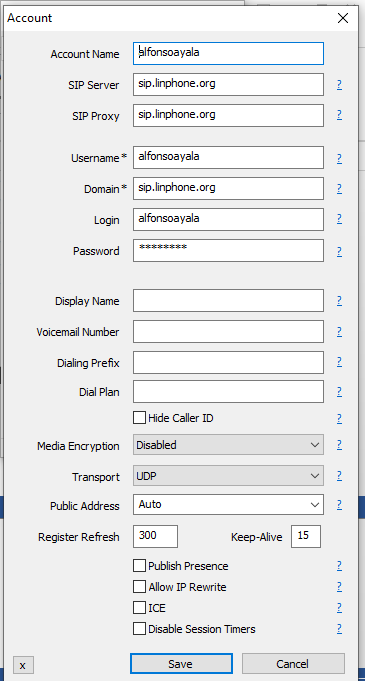 Account
Account Name alfonsoayala
SIP Server sip.linphone.org ?
SIP Proxy sip.linphone.org ?
Username* alfonsoayala ?
Domain* sip.linphone.org ?
Login alfonsoayala ?
Password ******** ?
Display Name ?
Voicemail Number ?
Dialing Prefix ?
Dial Plan ?
Hide Caller ID ?
Media Encryption Disabled ?
Transport UDP ?
Public Address Auto ?
Register Refresh 300 Keep-Alive 15 ?
Publish Presence ?
Allow IP Rewrite ?
ICE ?
Disable Session Timers ?
x Save Cancel